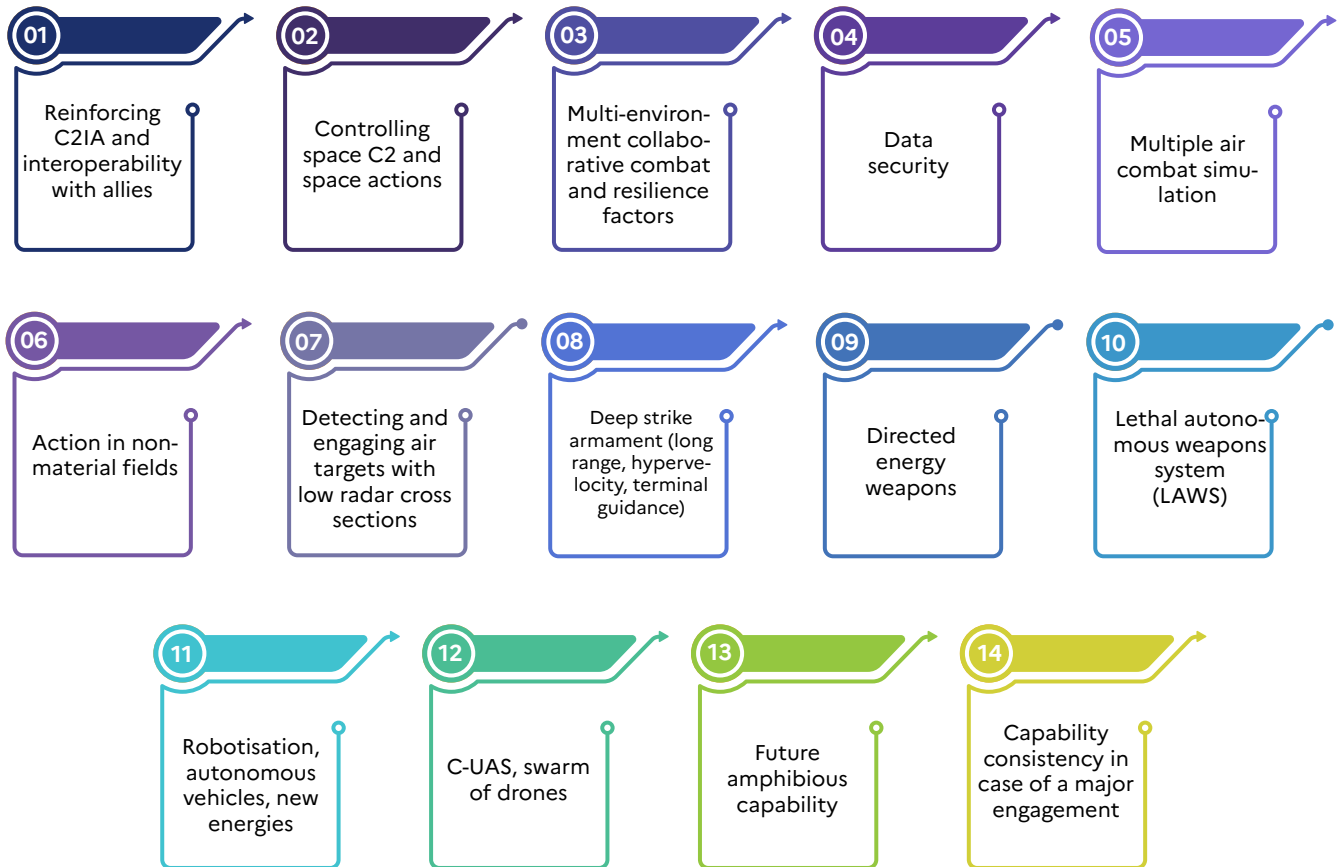 01
Reinforcing
C2IA and
interoperability
with allies
02
Controlling
space C2 and
space actions
03
Multi-environ-
ment collabo-
rative combat
and resilience
factors
04
Data
security
05
Multiple air
combat simu-
lation
06
Action in non-
material fields
07
Detecting and
engaging air
targets with
low radar cross
sections
08
Deep strike
armament (long
range, hyperve-
locity, terminal
guidance)
09
Directed
energy
weapons
10
Lethal autono-
mous weapons
system
(LAWS)
11
Robotisation,
autonomous
vehicles, new
energies
12
C-UAS, swarm
of drones
13
Future
amphibious
capability
14
Capability
consistency in
case of a major
engagement